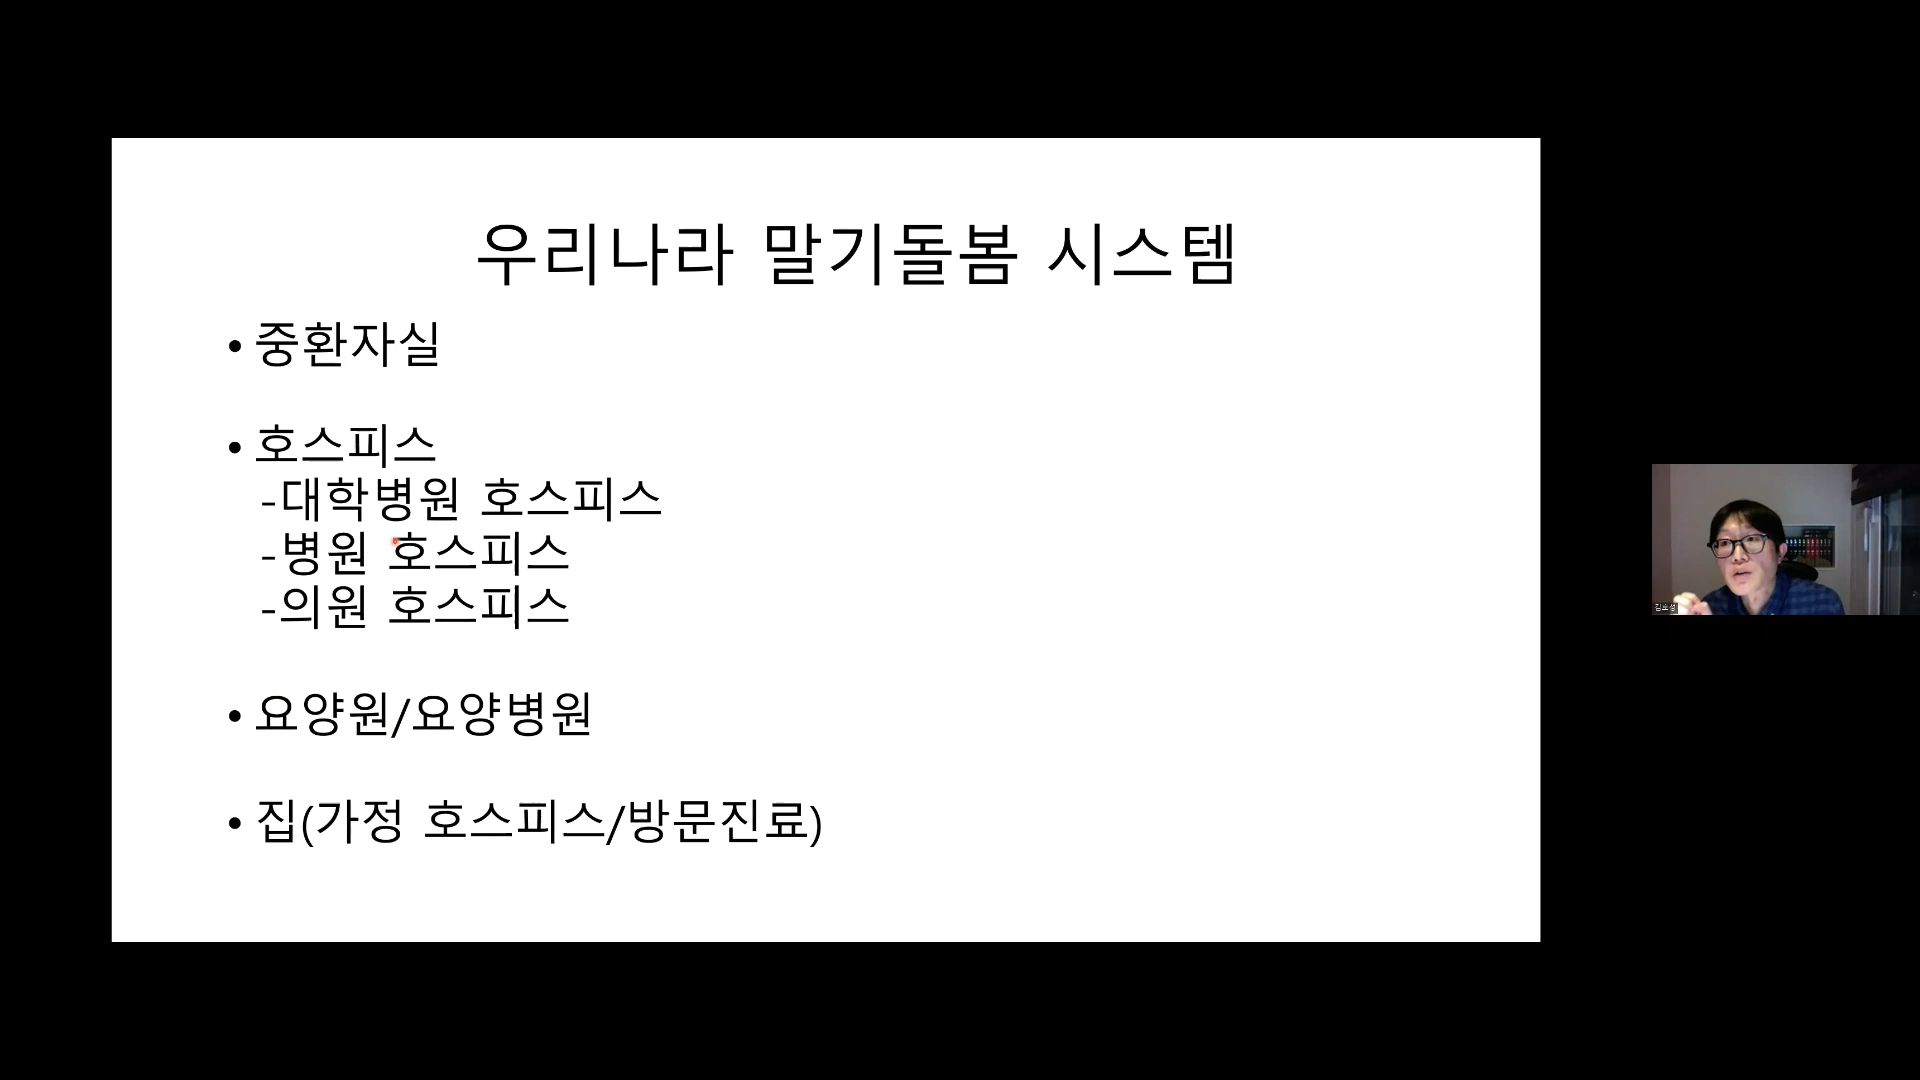 우리나라 말기돌봄 시스템
• 중환자실
• 호스피스
-대학병원 호스피스
-병원 호스피스
-의원 호스피스
• 요양원/요양병원
• 집(가정 호스피스/방문진료)